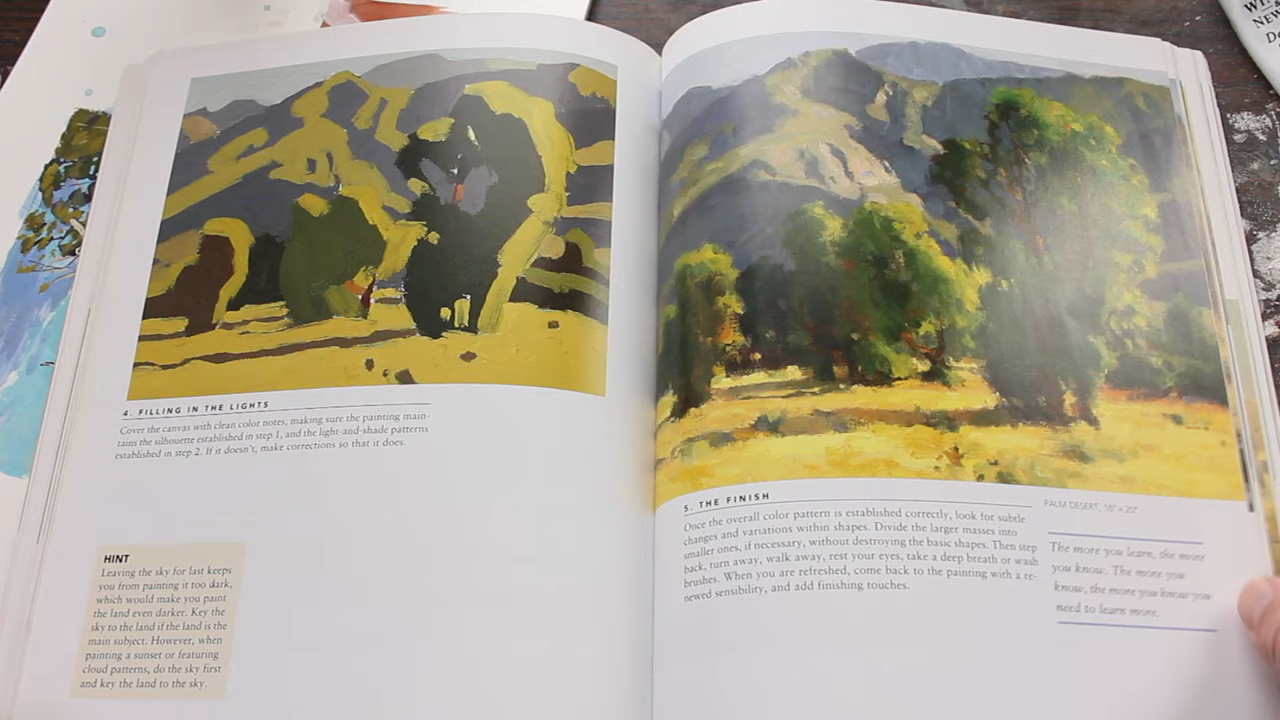 4. FILLING IN THE LIGHTS
Cover the canvas with clean color notes, making sure the painting main-
tains the silhouette established in step 1, and the light-and-shade patterns
established in step 2. If it doesn't, make corrections so that it does.
HINT
Leaving the sky for last keeps
you from painting it too dark,
which would make you paint
the land even darker. Key the
sky to the land if the land is the
main subject. However, when
painting a sunset or featuring
cloud patterns, do the sky first
and key the land to the sky.
5. THE FINISH
Once the overall color pattern is established correctly, look for subtle
changes and variations within shapes. Divide the larger masses into
smaller ones, if necessary, without destroying the basic shapes. Then step
back, turn away, walk away, rest your eyes, take a deep breath or wash
brushes. When you are refreshed, come back to the painting with a re-
newed sensibility, and add finishing touches.
PALM DESERT, 16" x 20"
The more you learn, the more
you know. The more you
know, the more you know you
need to learn more.
NEW